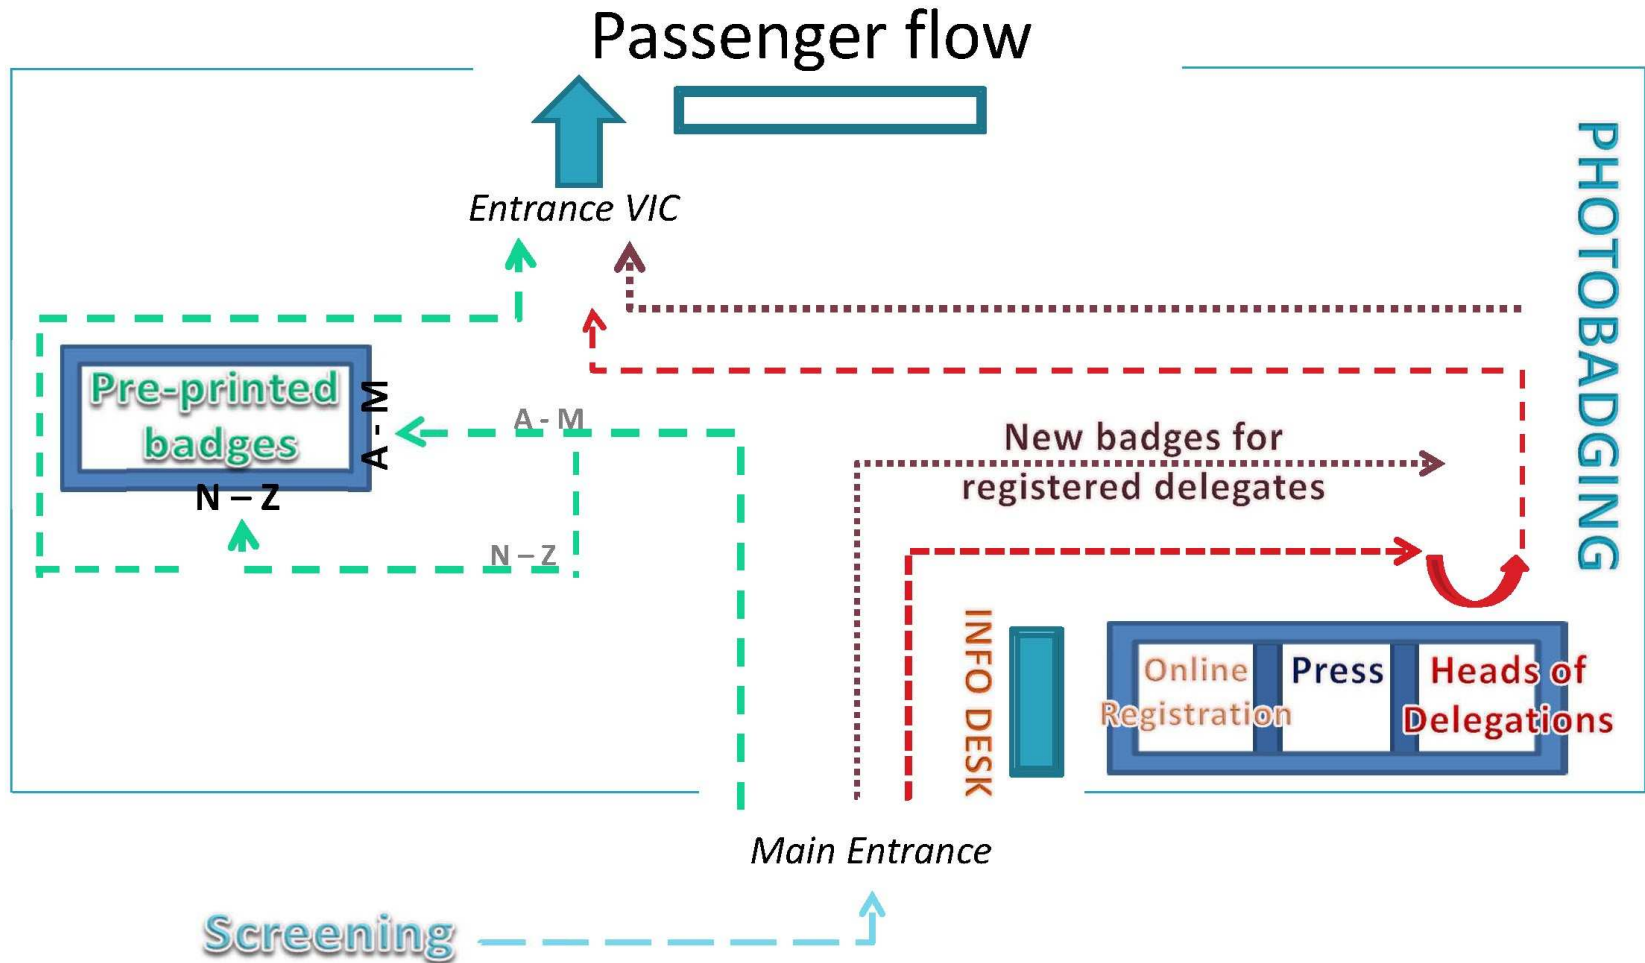 Passenger flow
Entrance VIC
PHOTOBADGING
Pre-printed
badges
A - M
N – Z
A - M
N – Z
New badges for
registered delegates
INFO DESK
Online
Registration
Press
Heads of
Delegations
Main Entrance
Screening